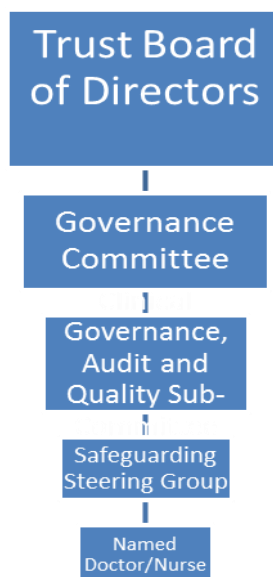 Trust Board
of Directors
Governance
Committee
Governance,
Audit and
Quality Sub-
Safeguarding
Steering Group
Named
Doctor/Nurse